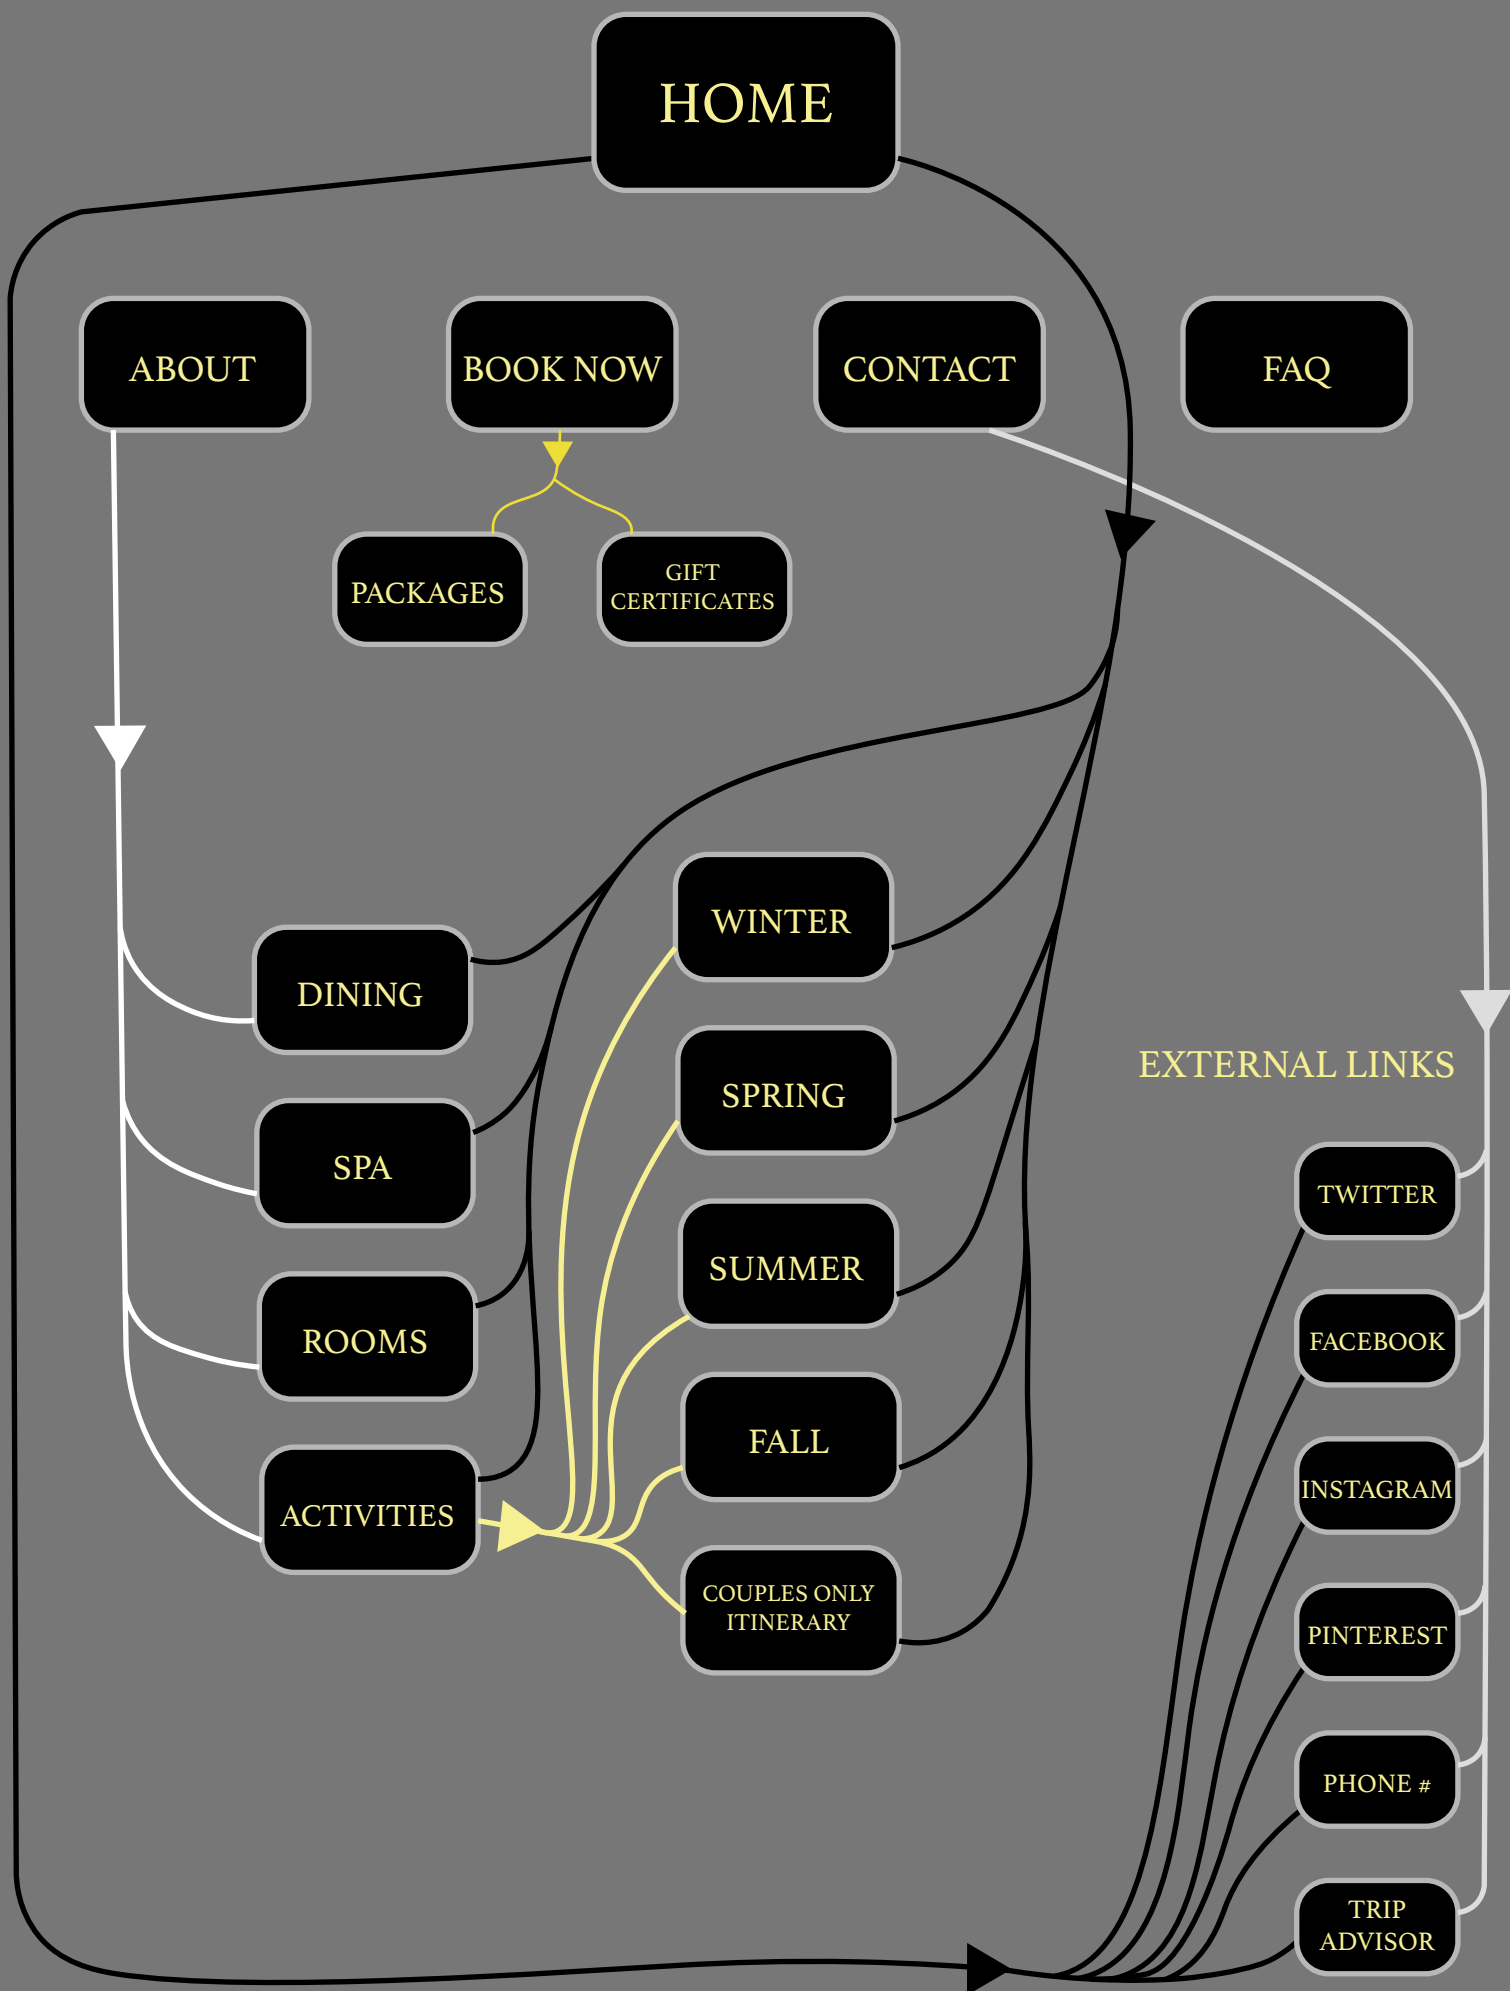 HOME
ABOUT
BOOK NOW
CONTACT
FAQ
PACKAGES
GIFT
CERTIFICATES
DINING
SPA
ROOMS
ACTIVITIES
WINTER
SPRING
SUMMER
FALL
COUPLES ONLY
ITINERARY
EXTERNAL LINKS
TWITTER
FACEBOOK
INSTAGRAM
PINTEREST
PHONE #
TRIP
ADVISOR